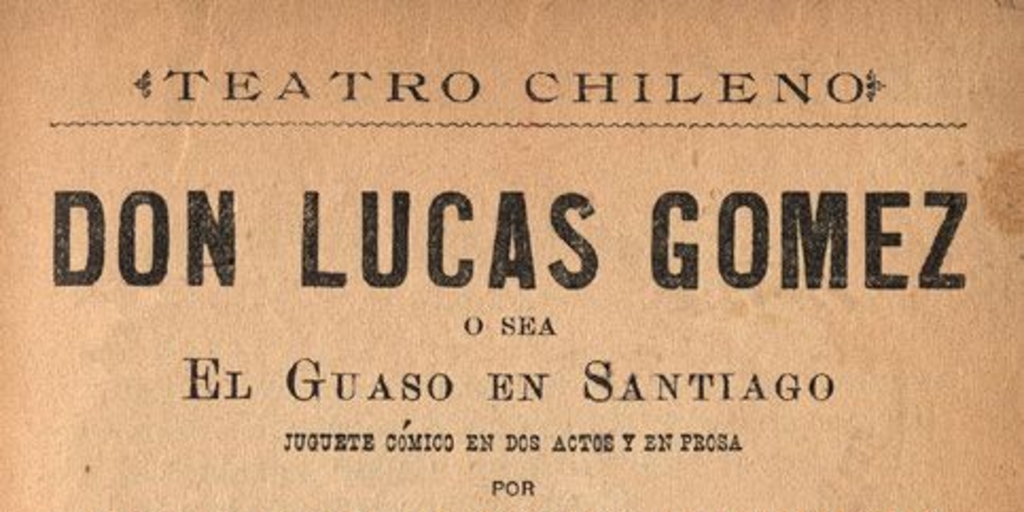 TEATRO CHILENO
DON LUCAS GOMEZ
O SEA
EL GUASO EN SANTIAGO
JUGUETE CÓMICO EN DOS ACTOS Y EN PROSA
POR